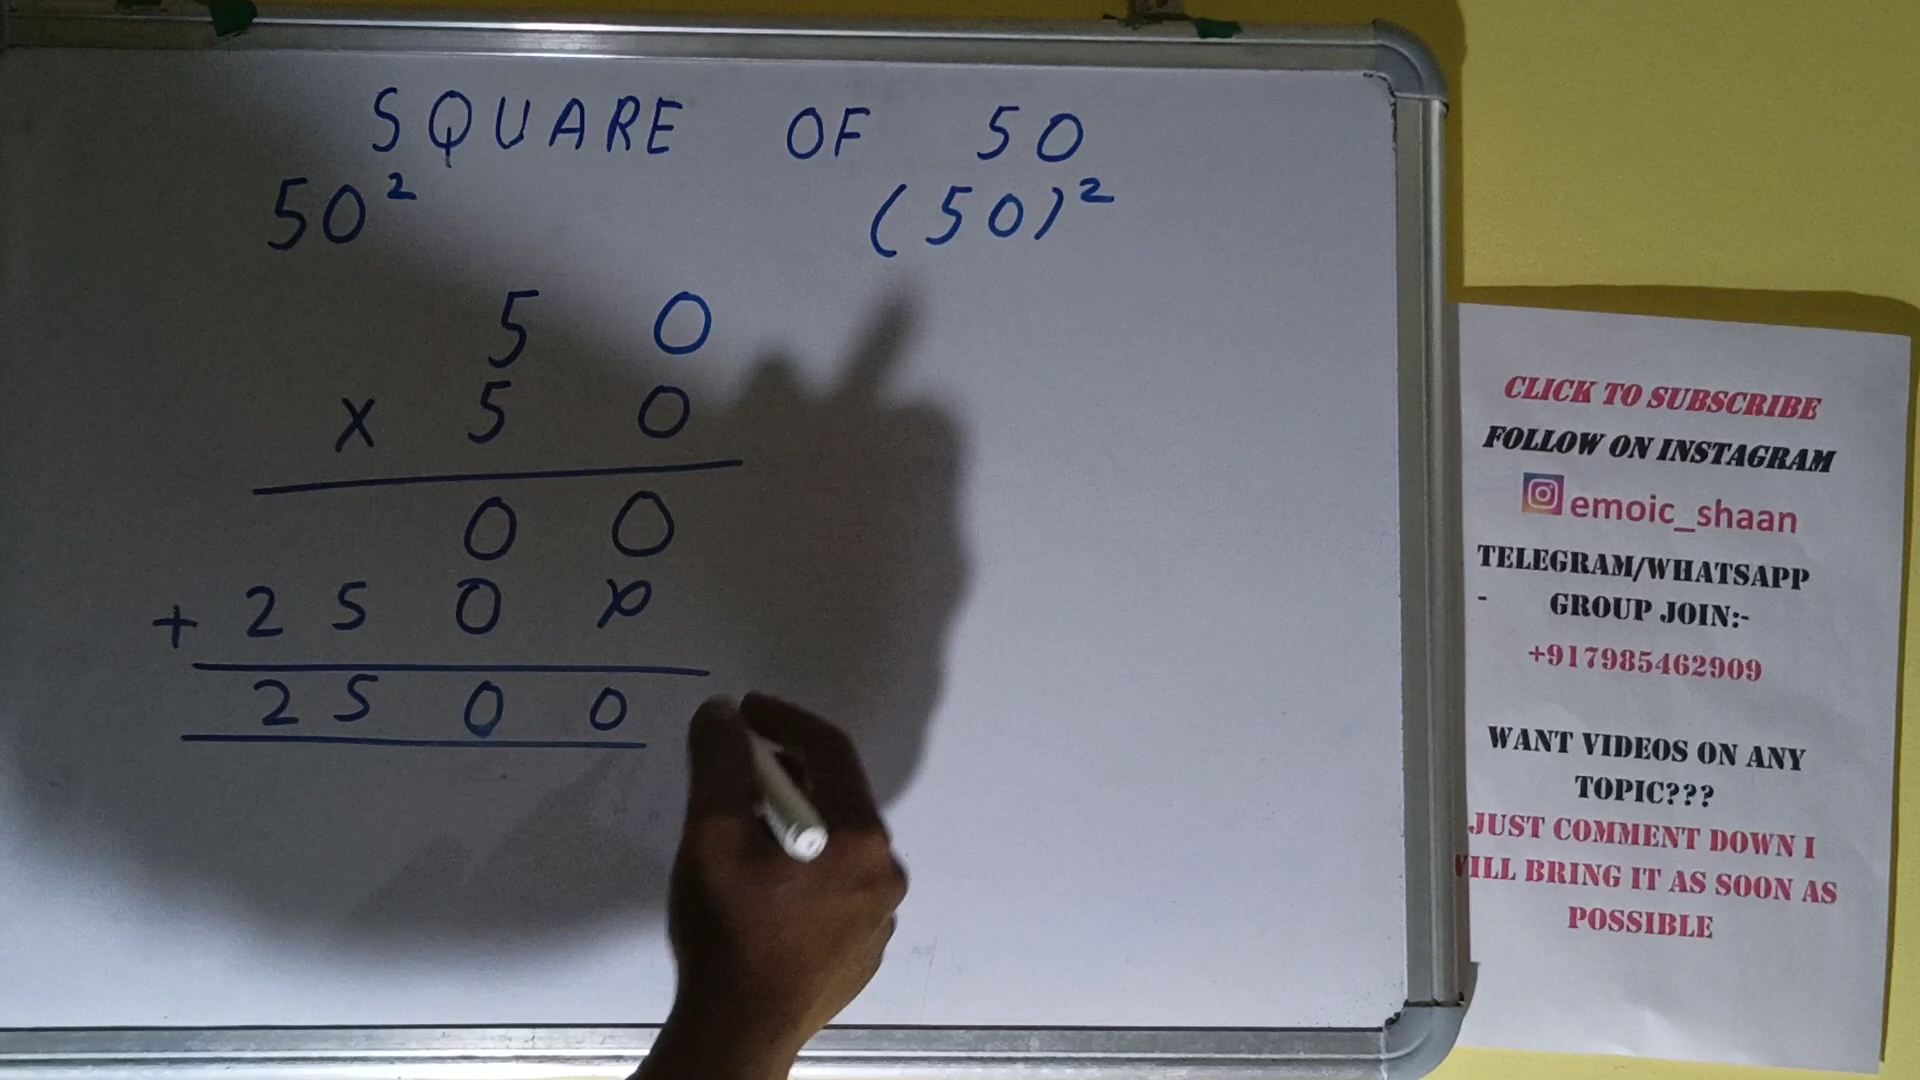 SQUARE OF 50
50² (50)²
5 0
x 5 0
0 0
+ 2 5 0 0
2 5 0 0
CLICK TO SUBSCRIBE
FOLLOW ON INSTAGRAM
emoic_shaan
TELEGRAM/WHATSAPP
- GROUP JOIN:-
+917985462909
WANT VIDEOS ON ANY
TOPIC???
JUST COMMENT DOWN I
WILL BRING IT AS SOON AS
POSSIBLE